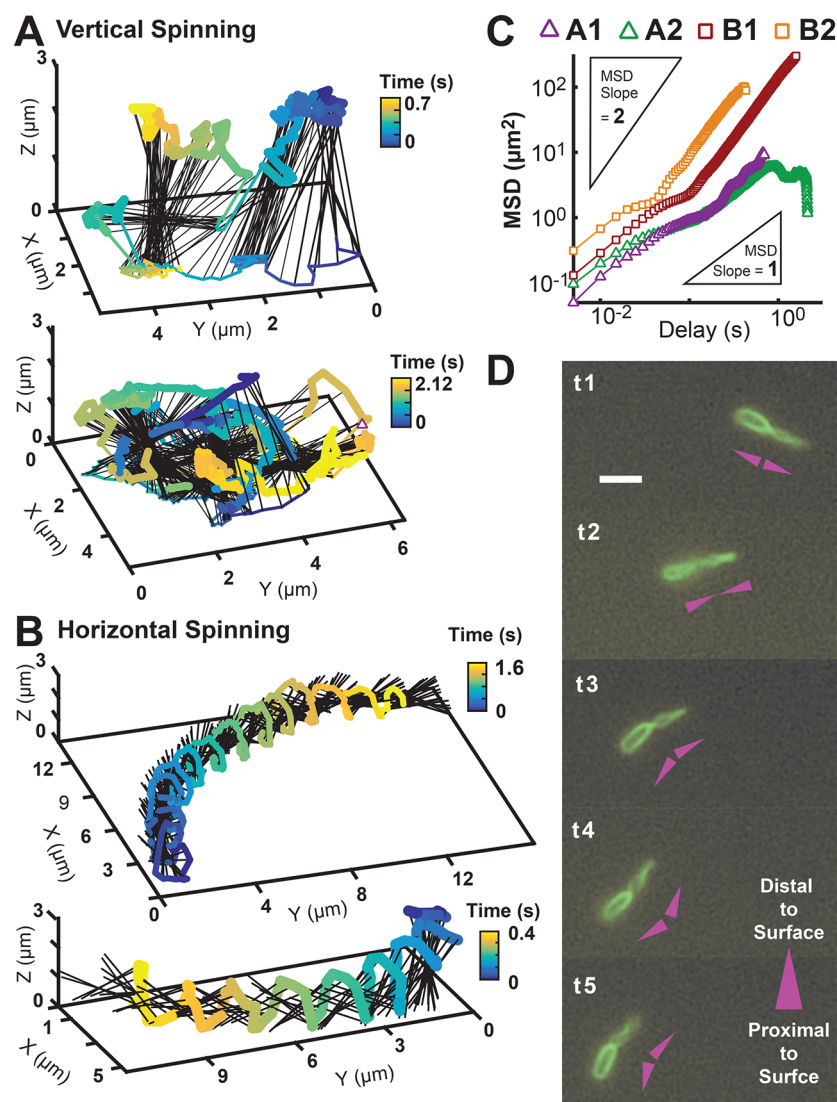 A Vertical Spinning
3
Z (µm)
0
X (µm)
2
4
Y (µm)
2
0
Time (s)
0.7
0
3
Z (µm)
0
X (µm)
2
4
0
2
Y (µm)
4
6
Time (s)
2.12
0
B Horizontal Spinning
Time (s)
1.6
0
3
Z (µm)
0
12
9
6
3
X (µm)
0
4
Y (µm)
8
12
Time (s)
0.4
0
3
Z (µm)
0
1
X (µm)
5
9
6
Y (µm)
3
0
C A1 A2 B1 B2
MSD (µm²)
10²
10¹
10⁰
10⁻¹
MSD
Slope
= 2
MSD
Slope = 1
10⁻²
Delay (s)
10⁰
D
t1
t2
t3
t4
Distal
to
Surface
t5
Proximal
to
Surfce